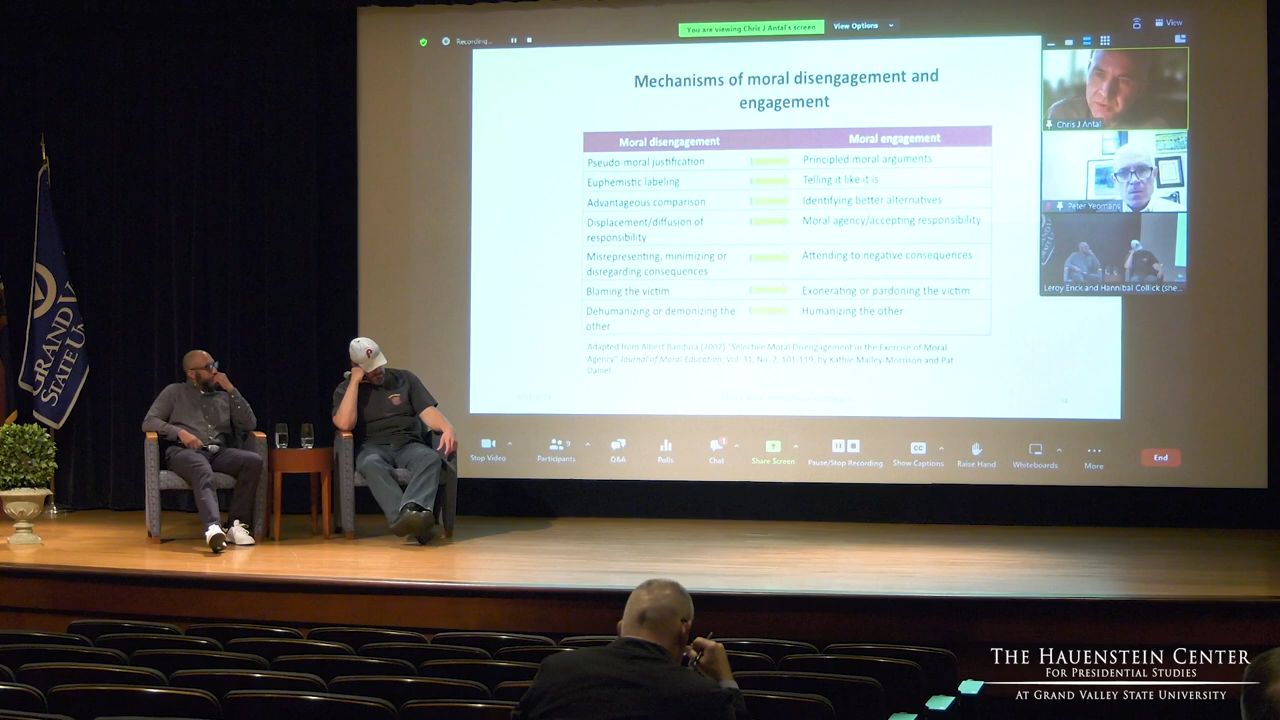 You are viewing Chris J Antal's screen
View Options
Recording...
View
Mechanisms of moral disengagement and
engagement
Moral disengagement
Moral engagement
Pseudo-moral justification
Principled moral arguments
Euphemistic labeling
Telling it like it is
Advantageous comparison
Identifying better alternatives
Displacement/diffusion of
responsibility
Moral agency/accepting responsibility
Misrepresenting, minimizing or
disregarding consequences
Attending to negative consequences
Blaming the victim
Exonerating or pardoning the victim
Dehumanizing or demonizing the
other
Humanizing the other
Adapted from Albert Bandura (2002) "Selective Moral Disengagement in the Exercise of Moral
Agency" Journal of Moral Education, Vol. 31, No. 2, 101-119, by Kathie Malley-Morrison and Pat
Daniel
Chris J Antal
Peter Yeomans
Leroy Enck and Hannibal Collick (she...
Stop Video
Participants
9
Q&A
Polls
Chat
Share Screen
Pause/Stop Recording
CC
Show Captions
Raise Hand
Whiteboards
More
End
GRAND V
STATE UN
P
THE HAUENSTEIN CENTER
FOR PRESIDENTIAL STUDIES
AT GRAND VALLEY STATE UNIVERSITY